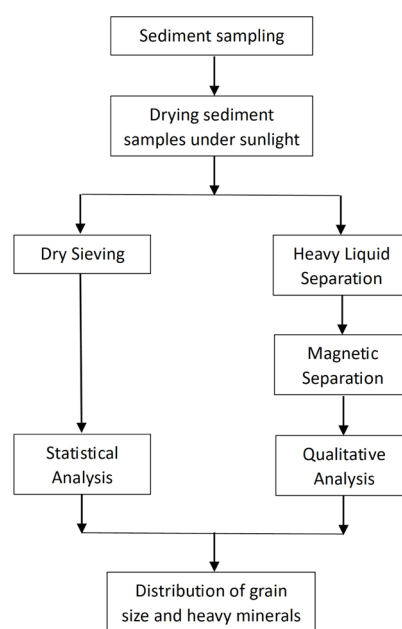 Sediment sampling
Drying sediment
samples under sunlight
Dry Sieving
Heavy Liquid
Separation
Magnetic
Separation
Statistical
Analysis
Qualitative
Analysis
Distribution of grain
size and heavy minerals